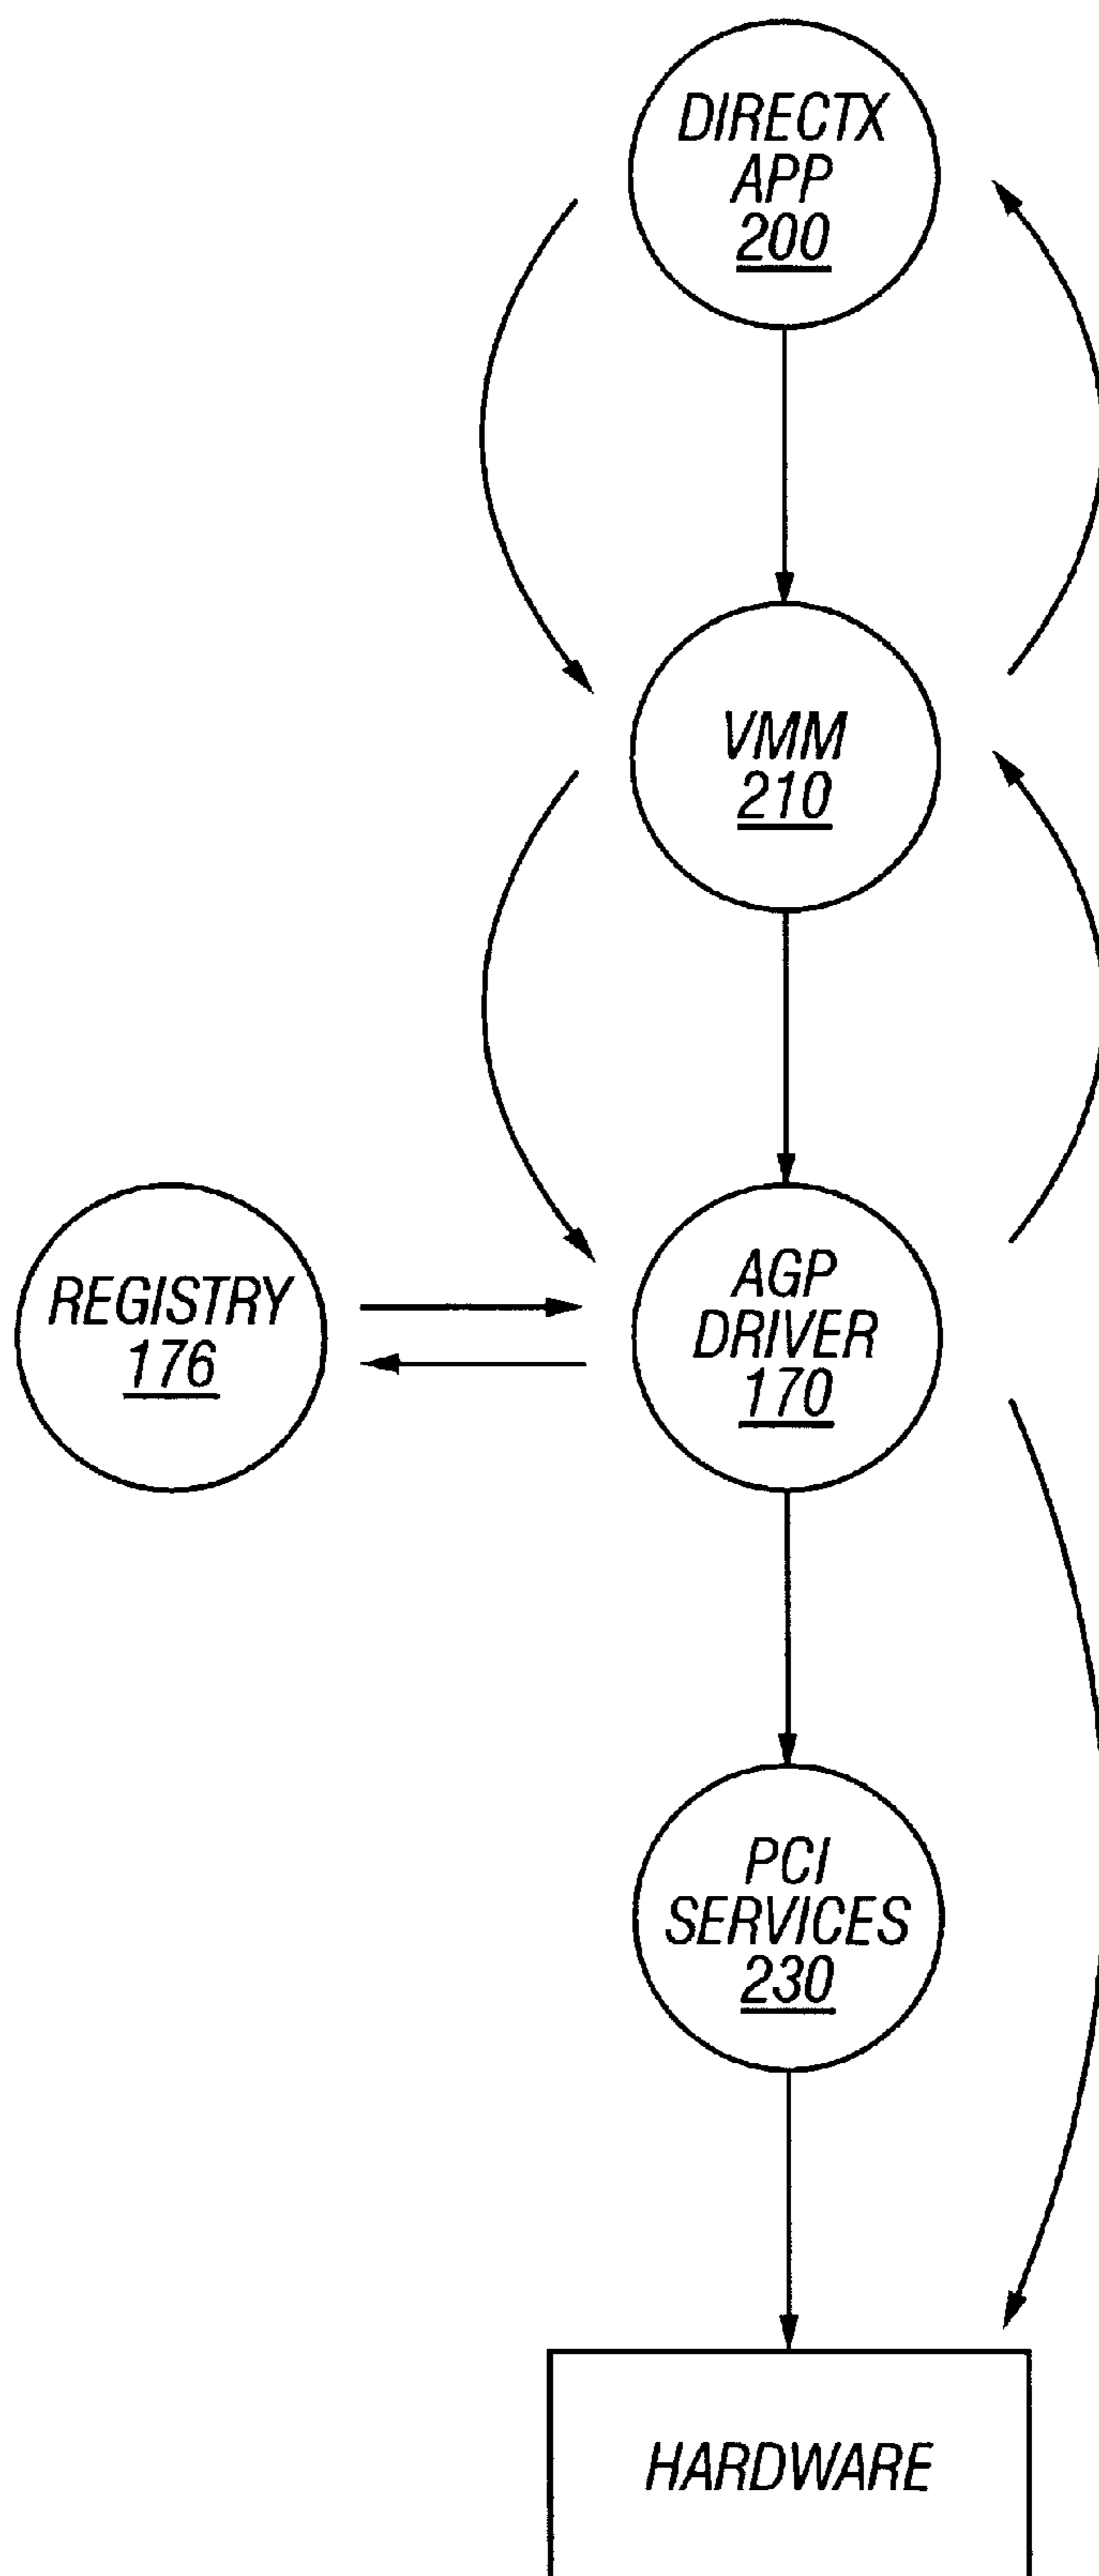 DIRECTX
APP
200
VMM
210
REGISTRY
176
AGP
DRIVER
170
PCI
SERVICES
230
HARDWARE